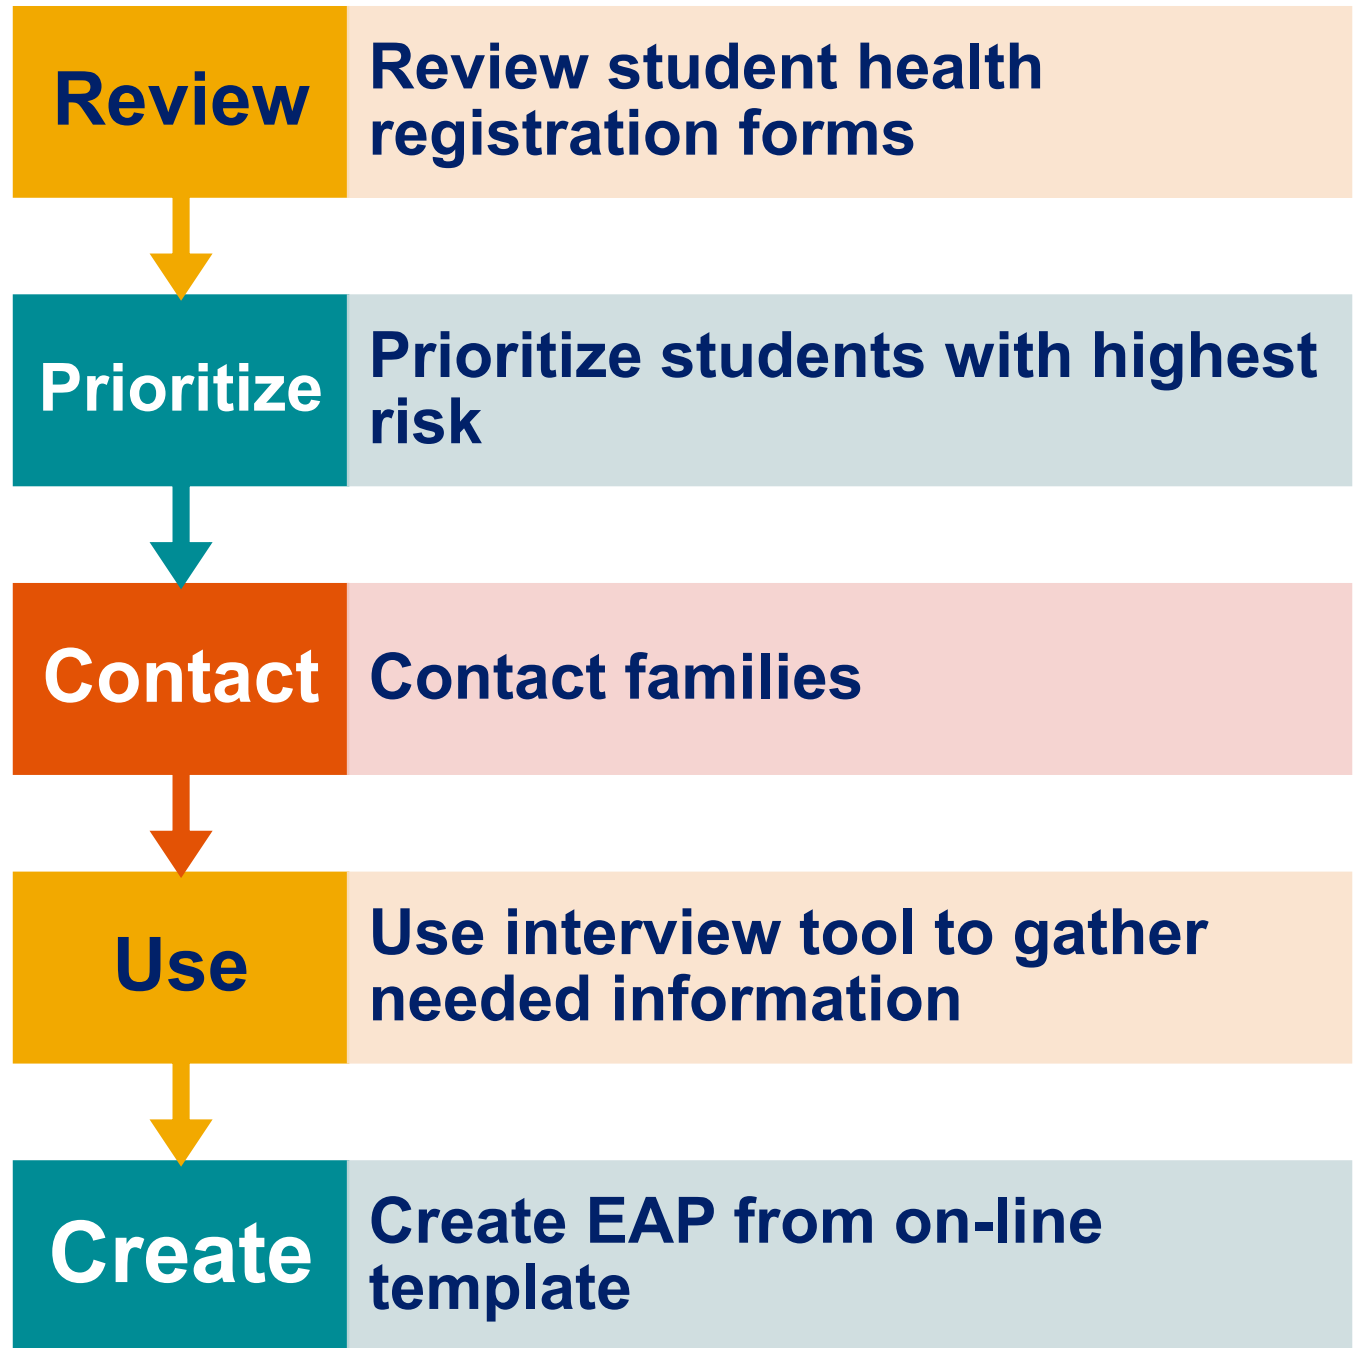 Review
Review student health
registration forms
Prioritize
Prioritize students with highest
risk
Contact
Contact families
Use
Use interview tool to gather
needed information
Create
Create EAP from on-line
template